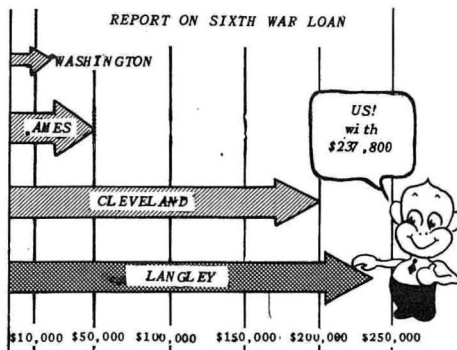 REPORT ON SIXTH WAR LOAN
WASHINGTON
AMES
US!
with
$237,800
CLEVELAND
LANGLEY
$10,000 $50,000 $100,000 $150,000 $200,000 $250,000